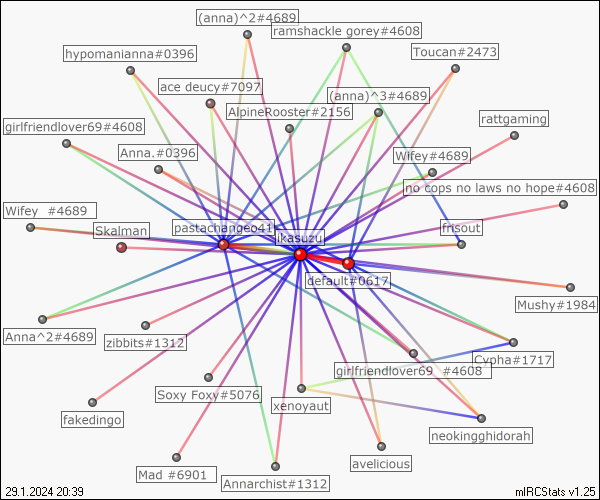 (anna)^2#4689
ramshackle gorey#4608
hypomanianna#0396
Toucan#2473
ace deucy#7097
(anna)^3#4689
AlpineRooster#2156
rattgaming
girlfriendlover69#4608
Anna.#0396
Wifey#4689
no cops no laws no hope#4608
Wifey  #4689
Skalman
pastachangeo41
ikasuzu
frisout
default#0617
Mushy#1984
Anna^2#4689
zibbits#1312
Cypha#1717
girlfriendlover69  #4608
Soxy Foxy#5076
xenoyaut
fakedingo
neokingghidorah
avelicious
Mad #6901
Annarchist#1312
29.1.2024 20:39
mIRCStats v1.25